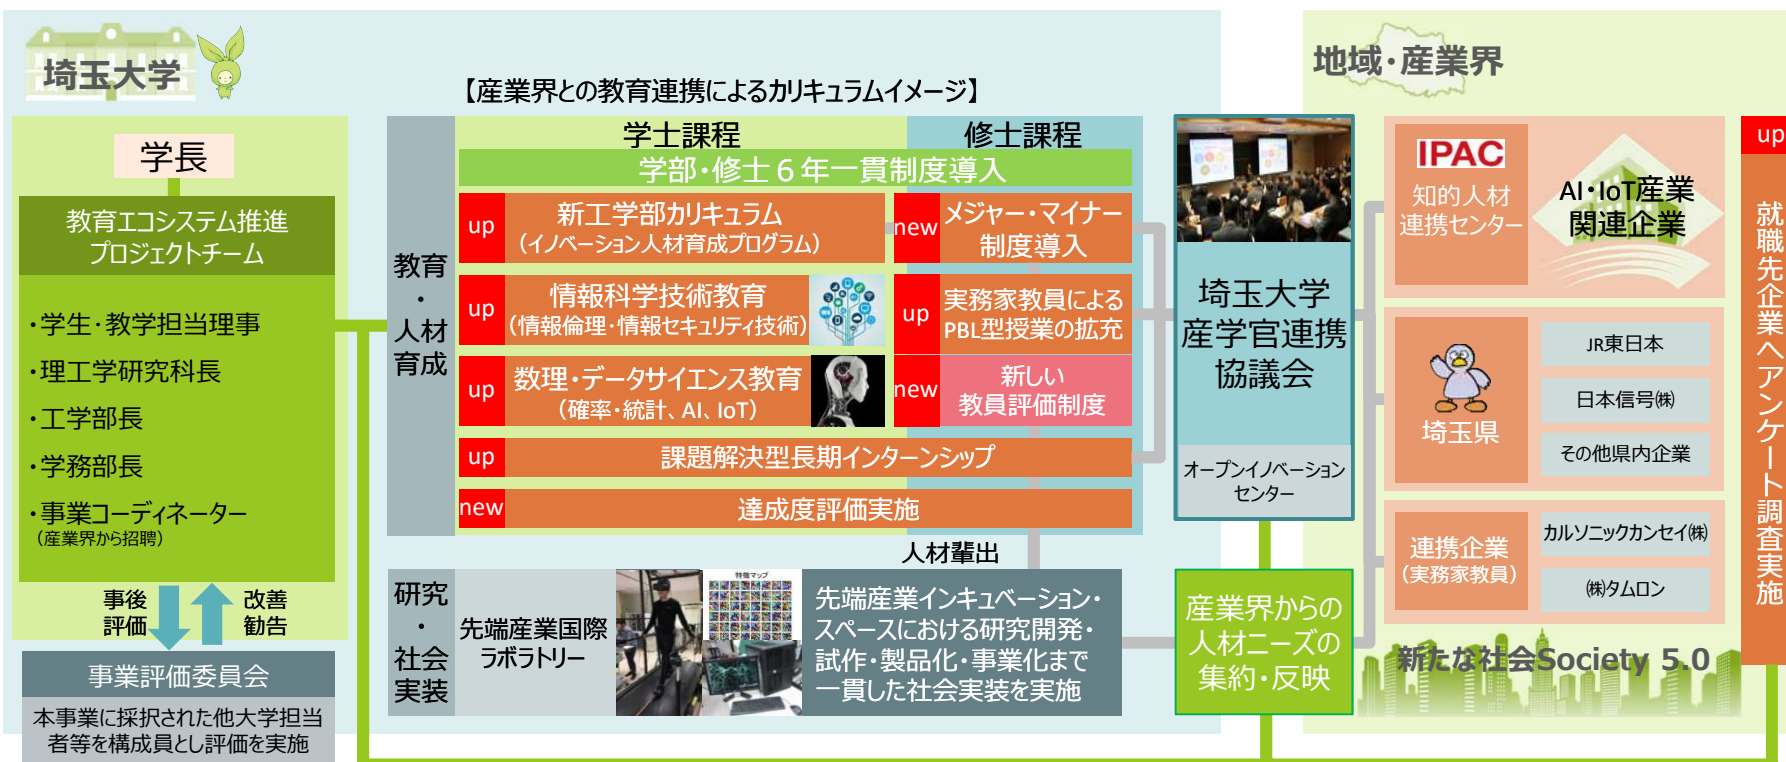 埼玉大学
学長
教育エコシステム推進
プロジェクトチーム
・学生・教学担当理事
・理工学研究科長
・工学部長
・学務部長
・事業コーディネーター
（産業界から招聘）
事後
評価
改善
勧告
事業評価委員会
本事業に採択された他大学担当
者等を構成員とし評価を実施
【産業界との教育連携によるカリキュラムイメージ】
教育
・
人材
育成
学士課程
修士課程
学部・修士６年一貫制度導入
up
新工学部カリキュラム
（イノベーション人材育成プログラム）
new
メジャー・マイナー
制度導入
up
情報科学技術教育
（情報倫理・情報セキュリティ技術）
up
実務家教員による
PBL型授業の拡充
up
数理・データサイエンス教育
（確率・統計、AI、IoT）
new
新しい
教員評価制度
up
課題解決型長期インターンシップ
new
達成度評価実施
人材輩出
研究
・
社会
実装
先端産業国際
ラボラトリー
特徴マップ
先端産業インキュベーション・
スペースにおける研究開発・
試作・製品化・事業化まで
一貫した社会実装を実施
埼玉大学
産学官連携
協議会
オープンイノベーション
センター
産業界からの
人材ニーズの
集約・反映
地域・産業界
IPAC
知的人材
連携センター
AI・IoT産業
関連企業
埼玉県
JR東日本
日本信号㈱
その他県内企業
連携企業
（実務家教員）
カルソニックカンセイ㈱
㈱タムロン
新たな社会Society 5.0
up
就職先企業へアンケート調査実施